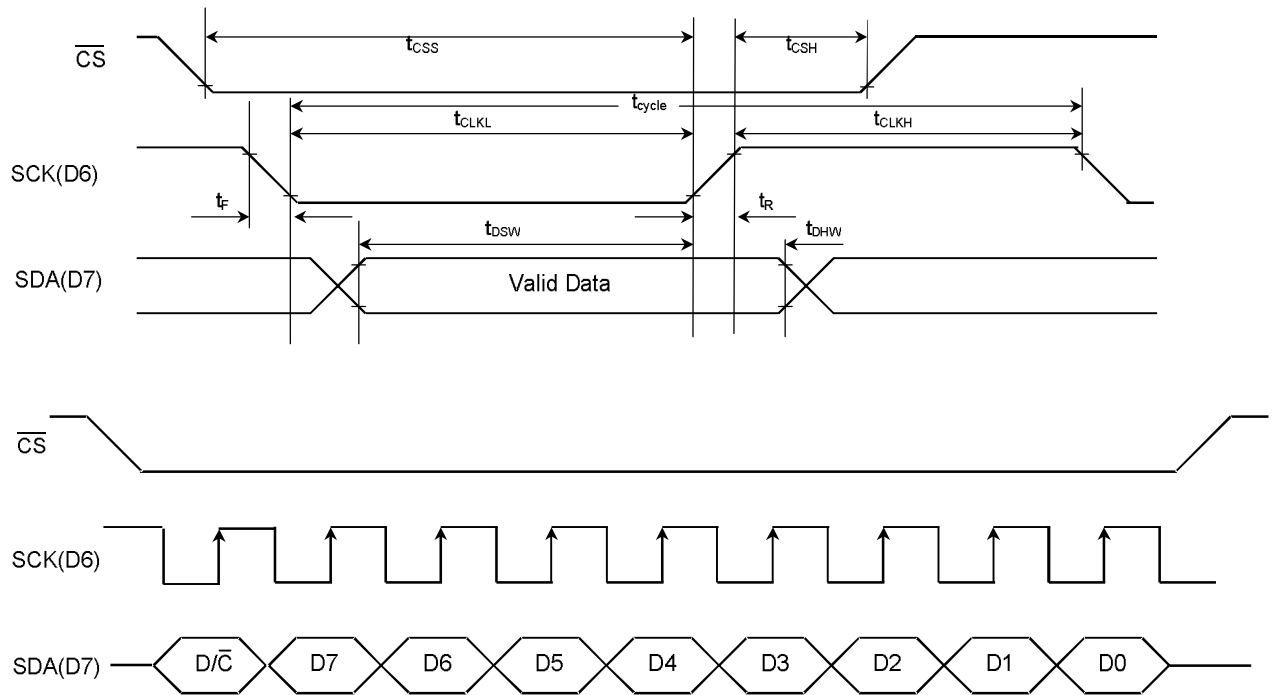 CS
tCSS
tCSH
tcycle
tCLKL
tCLKH
SCK(D6)
tF
tR
tDSW
tDHW
SDA(D7)
Valid Data
CS
SCK(D6)
SDA(D7) D/C D7 D6 D5 D4 D3 D2 D1 D0